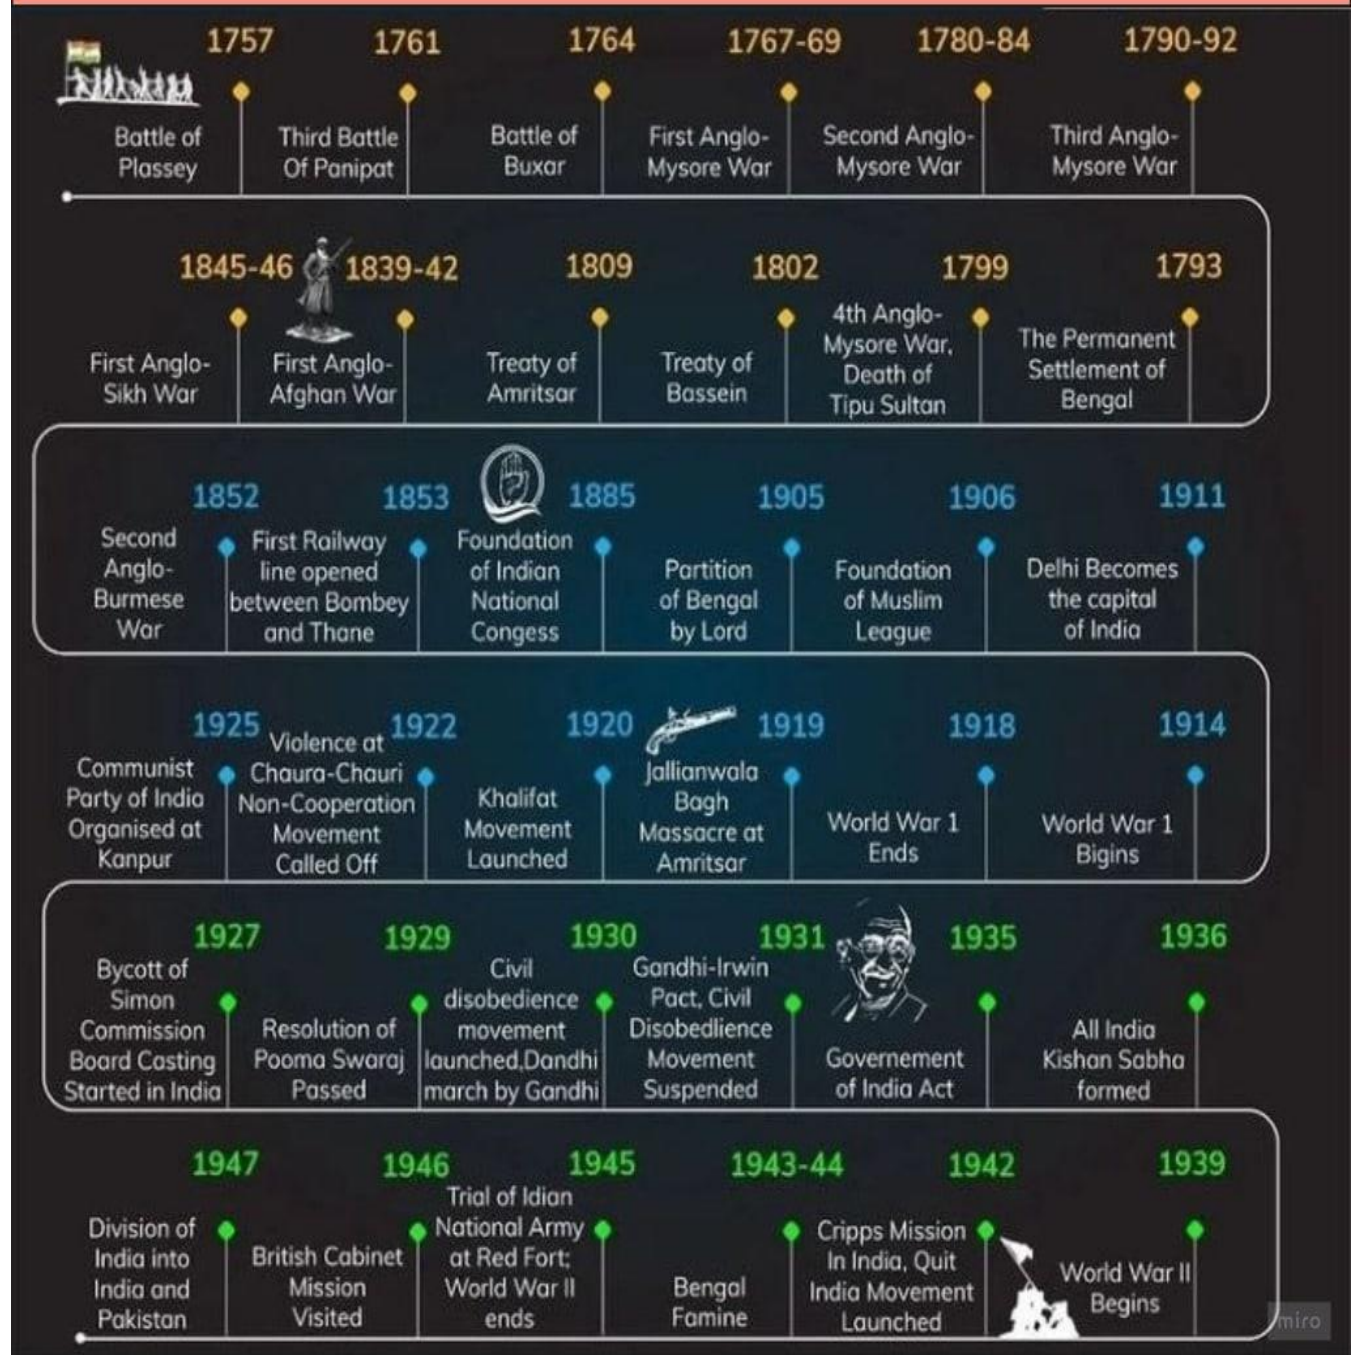 1757
Battle of
Plassey
1761
Third Battle
Of Panipat
1764
Battle of
Buxar
1767-69
First Anglo-
Mysore War
1780-84
Second Anglo-
Mysore War
1790-92
Third Anglo-
Mysore War
1845-46
First Anglo-
Sikh War
1839-42
First Anglo-
Afghan War
1809
Treaty of
Amritsar
1802
Treaty of
Bassein
1799
4th Anglo-
Mysore War,
Death of
Tipu Sultan
1793
The Permanent
Settlement of
Bengal
1852
Second
Anglo-
Burmese
War
1853
First Railway
line opened
between Bombey
and Thane
1885
Foundation
of Indian
National
Congess
1905
Partition
of Bengal
by Lord
1906
Foundation
of Muslim
League
1911
Delhi Becomes
the capital
of India
1925
Communist
Party of India
Organised at
Kanpur
1922
Violence at
Chaura-Chauri
Non-Cooperation
Movement
Called Off
1920
Khalifat
Movement
Launched
1919
Jallianwala
Bagh
Massacre at
Amritsar
1918
World War 1
Ends
1914
World War 1
Bigins
1927
Bycott of
Simon
Commission
Board Casting
Started in India
1929
Resolution of
Pooma Swaraj
Passed
1930
Civil
disobedience
movement
launched,Dandhi
march by Gandhi
1931
Gandhi-Irwin
Pact, Civil
Disobedlience
Movement
Suspended
1935
Governement
of India Act
1936
All India
Kishan Sabha
formed
1947
Division of
India into
India and
Pakistan
1946
British Cabinet
Mission
Visited
1945
Trial of Idian
National Army
at Red Fort;
World War II
ends
1943-44
Bengal
Famine
1942
Cripps Mission
In India, Quit
India Movement
Launched
1939
World War II
Begins
miro